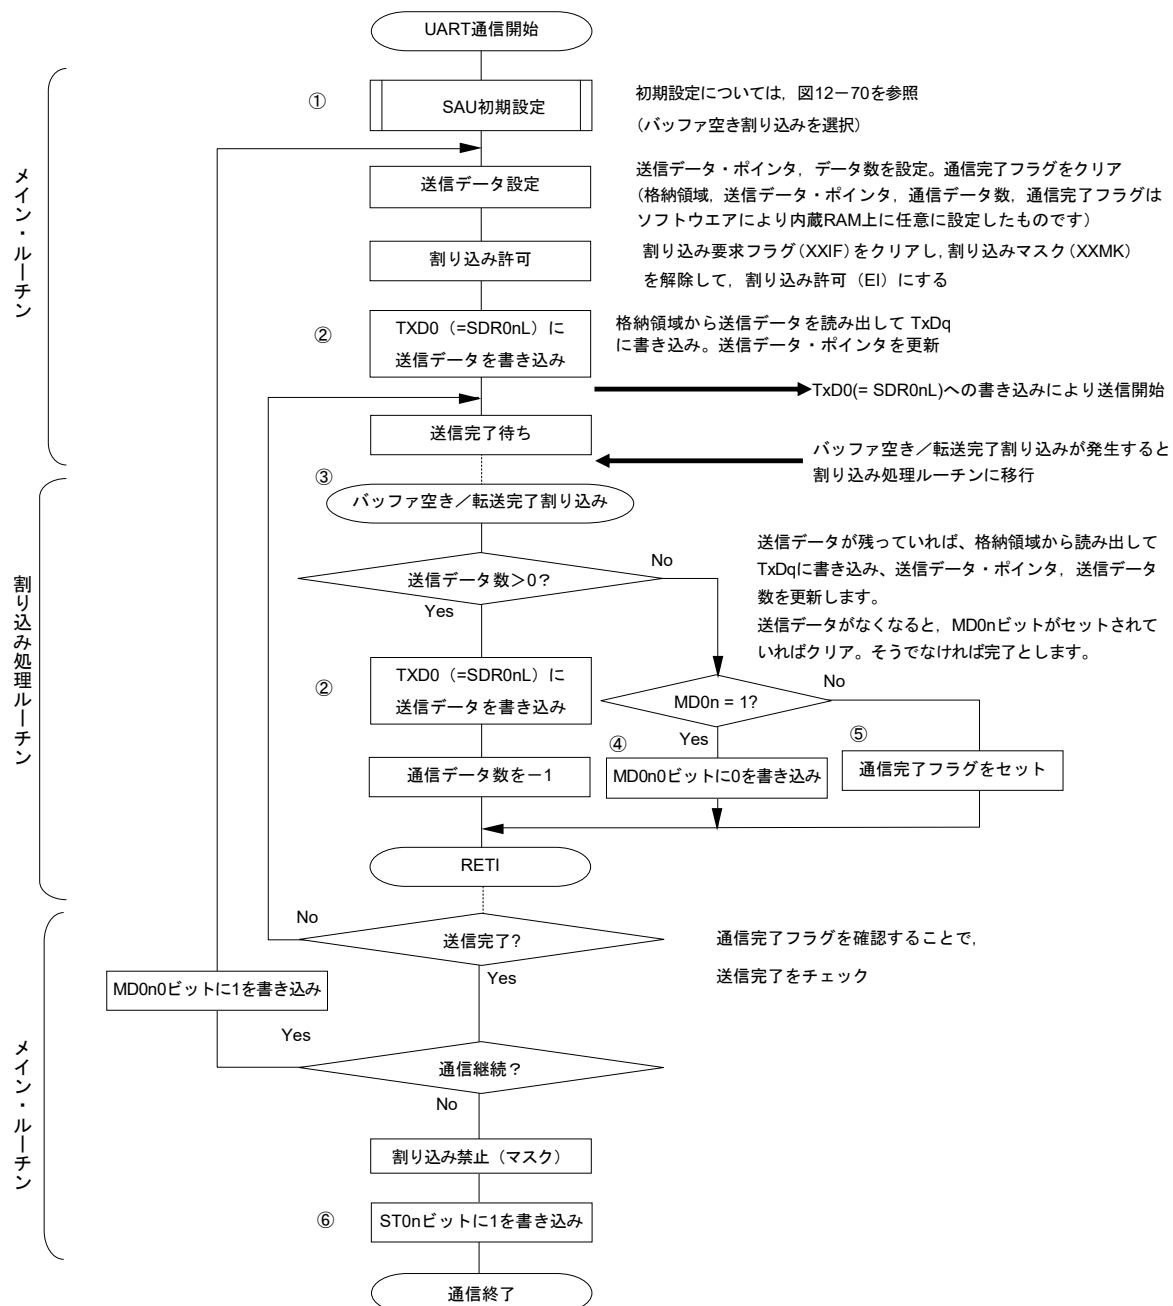 UART通信開始
メイン・ルーチン
①
SAU初期設定
初期設定については，図12－70を参照
（バッファ空き割り込みを選択）
送信データ設定
送信データ・ポインタ，データ数を設定。通信完了フラグをクリア
（格納領域，送信データ・ポインタ，通信データ数，通信完了フラグは
ソフトウエアにより内蔵RAM上に任意に設定したものです）
割り込み許可
割り込み要求フラグ（XXIF）をクリアし，割り込みマスク（XXMK）
を解除して，割り込み許可（EI）にする
②
TXD0（=SDR0nL）に
送信データを書き込み
格納領域から送信データを読み出して TxDq
に書き込み。送信データ・ポインタを更新
TxD0(= SDR0nL)への書き込みにより送信開始
送信完了待ち
バッファ空き／転送完了割り込みが発生すると
割り込み処理ルーチンに移行
割り込み処理ルーチン
③
バッファ空き／転送完了割り込み
送信データ数＞0？
No
Yes
送信データが残っていれば、格納領域から読み出して
TxDqに書き込み、送信データ・ポインタ，送信データ
数を更新します。
送信データがなくなると，MD0nビットがセットされて
いればクリア。そうでなければ完了とします。
②
TXD0（=SDR0nL）に
送信データを書き込み
MD0n = 1?
No
Yes
④
⑤
通信データ数を－1
MD0n0ビットに0を書き込み
通信完了フラグをセット
RETI
メイン・ルーチン
No
送信完了?
Yes
通信完了フラグを確認することで，
送信完了をチェック
MD0n0ビットに1を書き込み
Yes
通信継続？
No
割り込み禁止（マスク）
⑥
ST0nビットに1を書き込み
通信終了